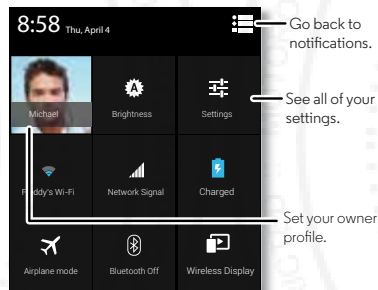 8:58 Thu, April 4
Go back to
notifications.
Michael
Brightness
Settings
See all of your
settings.
Freddy's Wi-Fi
Network Signal
Charged
Set your owner
profile.
Airplane mode
Bluetooth Off
Wireless Display